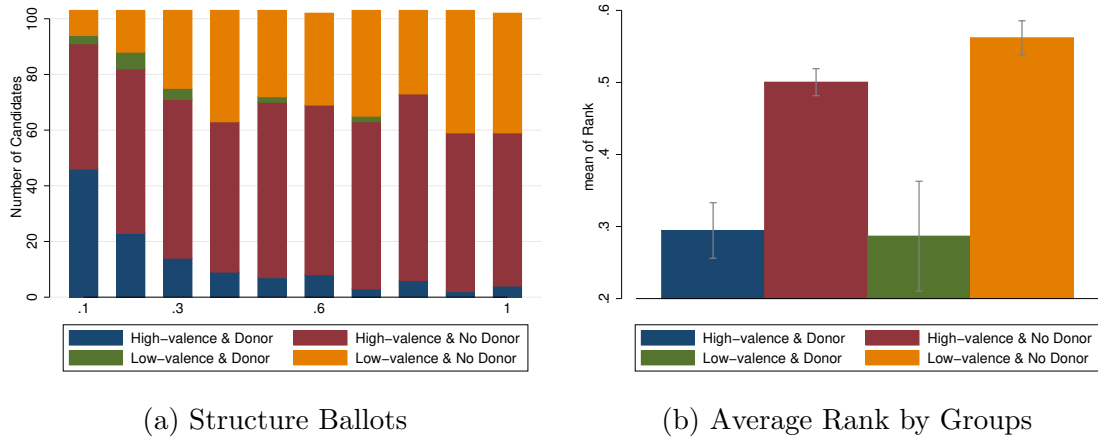 100
80
60
40
20
0
Number of Candidates
.1 .3 .6 1
High−valence & Donor High−valence & No Donor
Low−valence & Donor Low−valence & No Donor
(a) Structure Ballots
.6
.5
.4
.3
.2
mean of Rank
High−valence & Donor High−valence & No Donor
Low−valence & Donor Low−valence & No Donor
(b) Average Rank by Groups